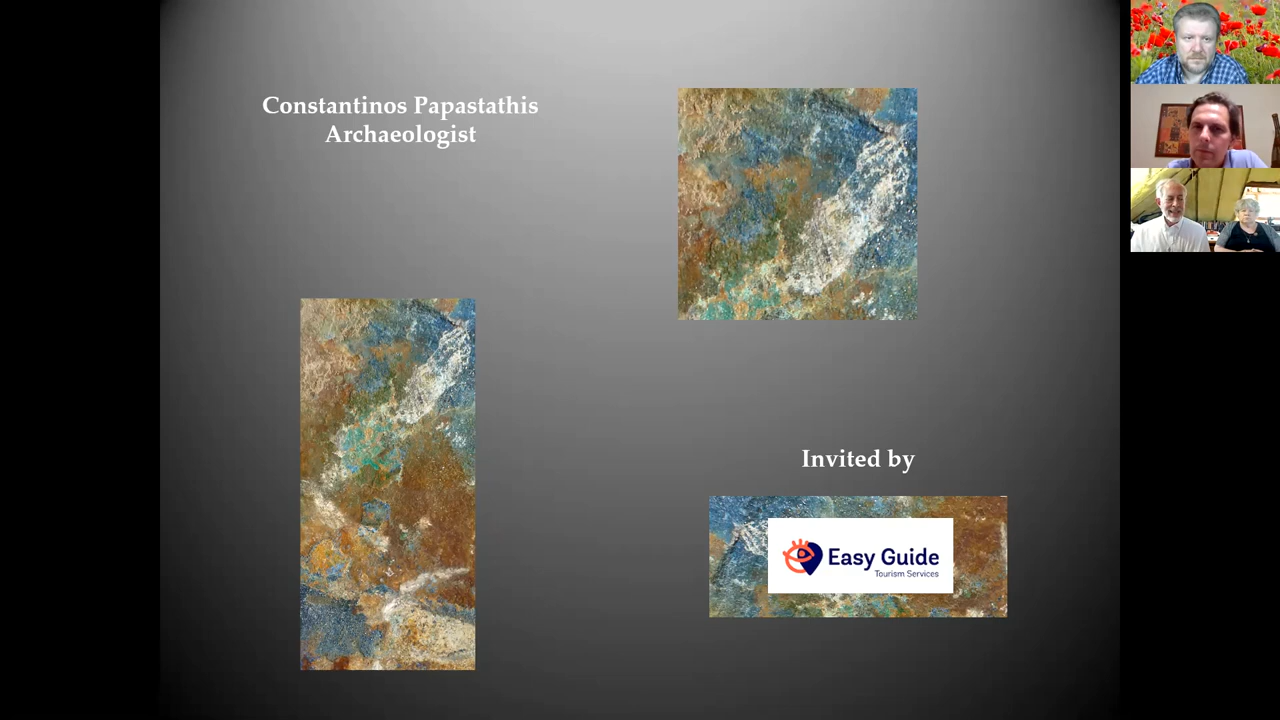 Constantinos Papastathis
Archaeologist
Invited by
Easy Guide
Tourism Services